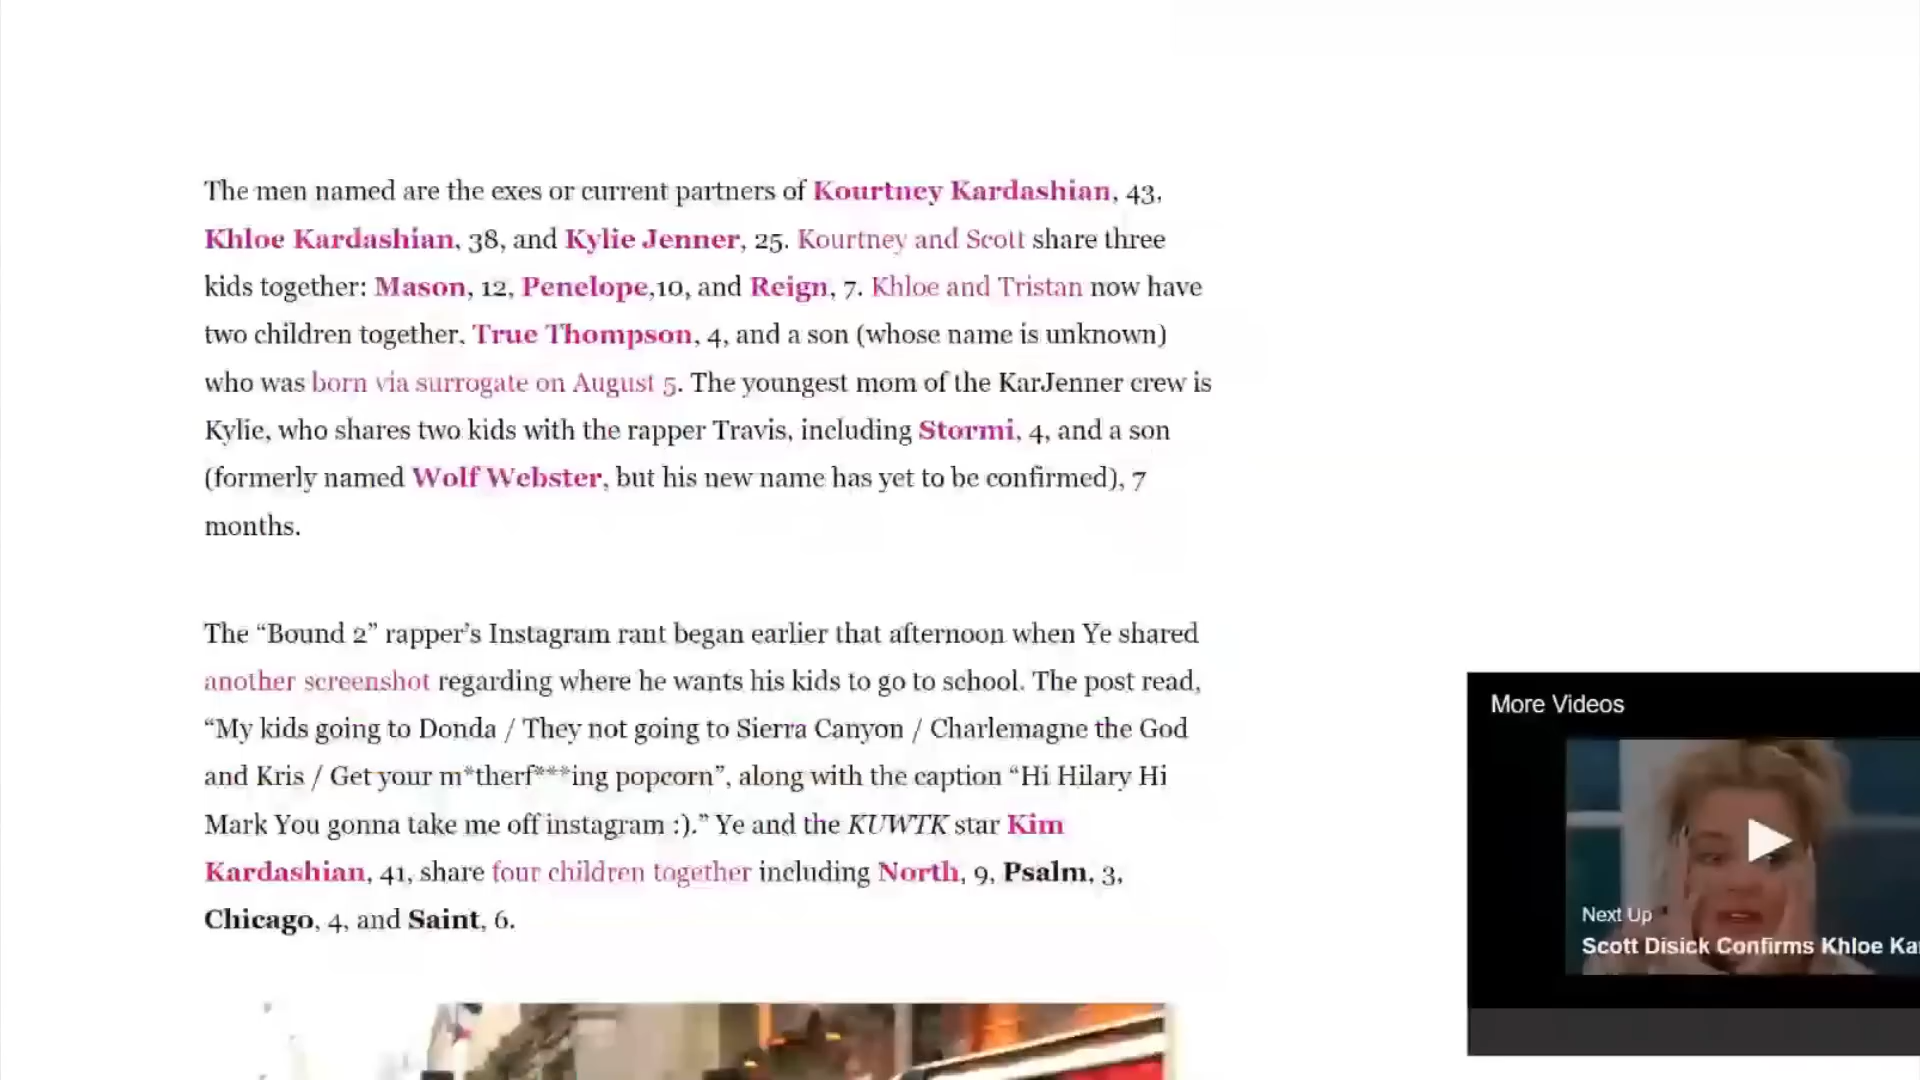 The men named are the exes or current partners of Kourtney Kardashian, 43,
Khloe Kardashian, 38, and Kylie Jenner, 25. Kourtney and Scott share three
kids together: Mason, 12, Penelope,10, and Reign, 7. Khloe and Tristan now have
two children together, True Thompson, 4, and a son (whose name is unknown)
who was born via surrogate on August 5. The youngest mom of the KarJenner crew is
Kylie, who shares two kids with the rapper Travis, including Stormi, 4, and a son
(formerly named Wolf Webster, but his new name has yet to be confirmed), 7
months.
The “Bound 2” rapper’s Instagram rant began earlier that afternoon when Ye shared
another screenshot regarding where he wants his kids to go to school. The post read,
“My kids going to Donda / They not going to Sierra Canyon / Charlemagne the God
and Kris / Get your m*therf***ing popcorn”, along with the caption “Hi Hilary Hi
Mark You gonna take me off instagram :).” Ye and the KUWTK star Kim
Kardashian, 41, share four children together including North, 9, Psalm, 3,
Chicago, 4, and Saint, 6.
More Videos
Next Up
Scott Disick Confirms Khloe Ka